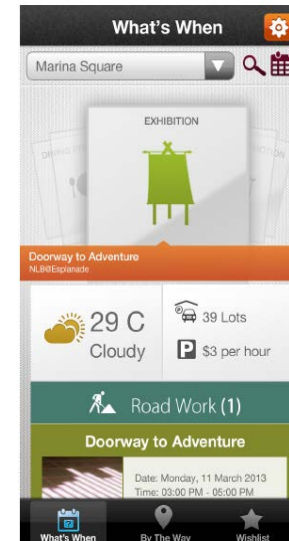 What's When
Marina Square
EXHIBITION
Doorway to Adventure
NLB@Esplanade
29 C
Cloudy
39 Lots
P $3 per hour
Road Work (1)
Doorway to Adventure
Date: Monday, 11 March 2013
Time: 03:00 PM - 05:00 PM
What's When
By The Way
Wishlist